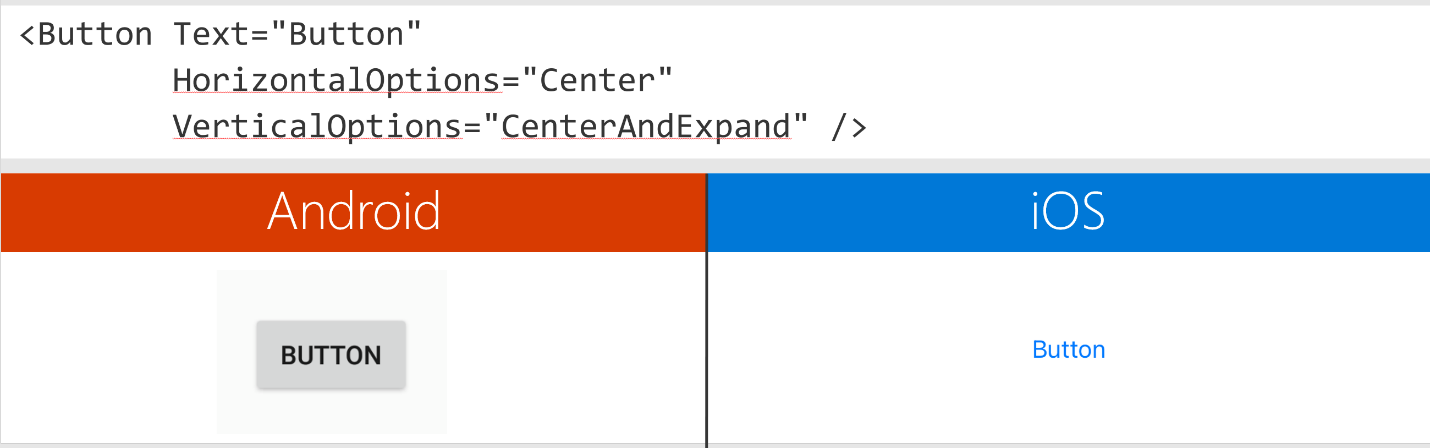 <Button Text="Button"
HorizontalOptions="Center"
VerticalOptions="CenterAndExpand" />
Android
iOS
BUTTON
Button